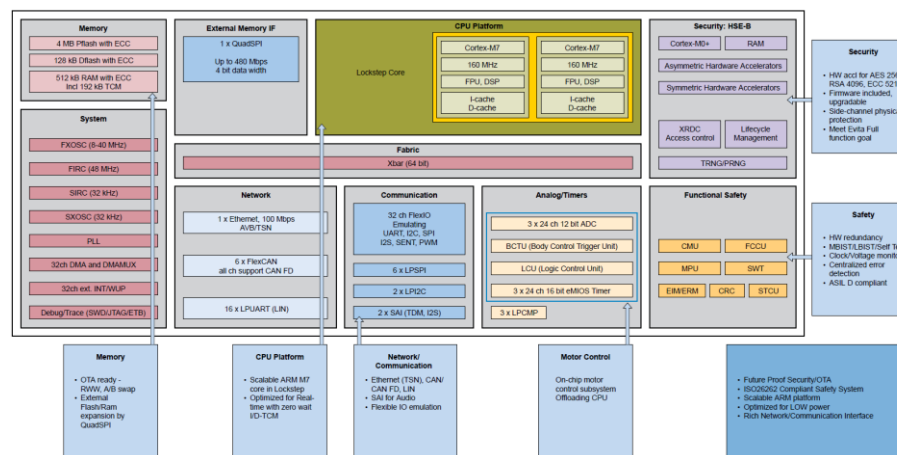 Memory
4 MB Pflash with ECC
128 kB Dflash with ECC
512 kB RAM with ECC
Incl 192 kB TCM
External Memory IF
1 x QuadSPI
Up to 480 Mbps
4 bit data width
CPU Platform
Lockstep Core
Cortex-M7
160 MHz
FPU, DSP
I-cache
D-cache
Cortex-M7
160 MHz
FPU, DSP
I-cache
D-cache
Security: HSE-B
Cortex-M0+
RAM
Asymmetric Hardware Accelerators
Symmetric Hardware Accelerators
XRDC
Access control
Lifecycle
Management
TRNG/PRNG
Security
• HW accl for AES 256
RSA 4096, ECC 521
• Firmware included,
upgradable
• Side-channel physica
protection
• Meet Evita Full
function goal
System
FXOSC (8-40 MHz)
FIRC (48 MHz)
SIRC (32 kHz)
SXOSC (32 kHz)
PLL
32ch DMA and DMAMUX
32ch ext. INT/WUP
Debug/Trace (SWD/JTAG/ETB)
Fabric
Xbar (64 bit)
Network
1 x Ethernet, 100 Mbps
AVB/TSN
6 x FlexCAN
all ch support CAN FD
16 x LPUART (LIN)
Communication
32 ch FlexIO
Emulating
UART, I2C, SPI
I2S, SENT, PWM
6 x LPSPI
2 x LPI2C
2 x SAI (TDM, I2S)
Analog/Timers
3 x 24 ch 12 bit ADC
BCTU (Body Control Trigger Unit)
LCU (Logic Control Unit)
3 x 24 ch 16 bit eMIOS Timer
3 x LPCMP
Functional Safety
CMU
FCCU
MPU
SWT
EIM/ERM
CRC
STCU
Safety
• HW redundancy
• MBIST/LBIST/Self Te
• Clock/Voltage monito
• Centralized error
detection
• ASIL D compliant
Memory
• OTA ready -
RWW, A/B swap
• External
Flash/Ram
expansion by
QuadSPI
CPU Platform
• Scalable ARM M7
core in Lockstep
• Optimized for Real-
time with zero wait
I/D-TCM
Network/
Communication
• Ethernet (TSN), CAN/
CAN FD, LIN
• SAI for Audio
• Flexible IO emulation
Motor Control
On-chip motor
control subsystem
Offloading CPU
• Future Proof Security/OTA
• ISO26262 Compliant Safety System
• Scalable ARM platform
• Optimized for LOW power
• Rich Network/Communication Interface